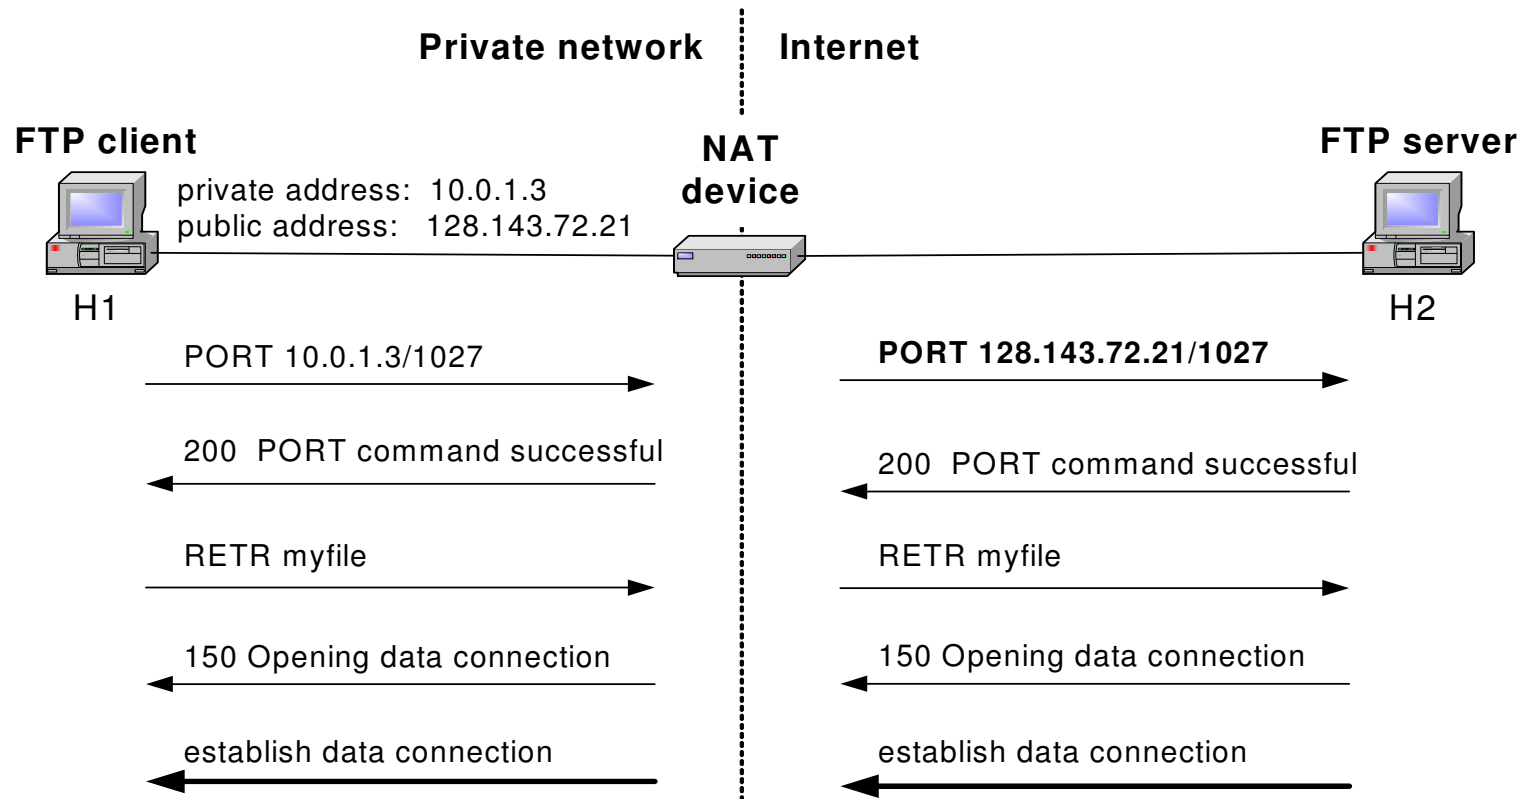 Private network
Internet
FTP client
NAT
device
FTP server
private address: 10.0.1.3
public address: 128.143.72.21
H1
H2
PORT 10.0.1.3/1027
PORT 128.143.72.21/1027
200 PORT command successful
200 PORT command successful
RETR myfile
RETR myfile
150 Opening data connection
150 Opening data connection
establish data connection
establish data connection